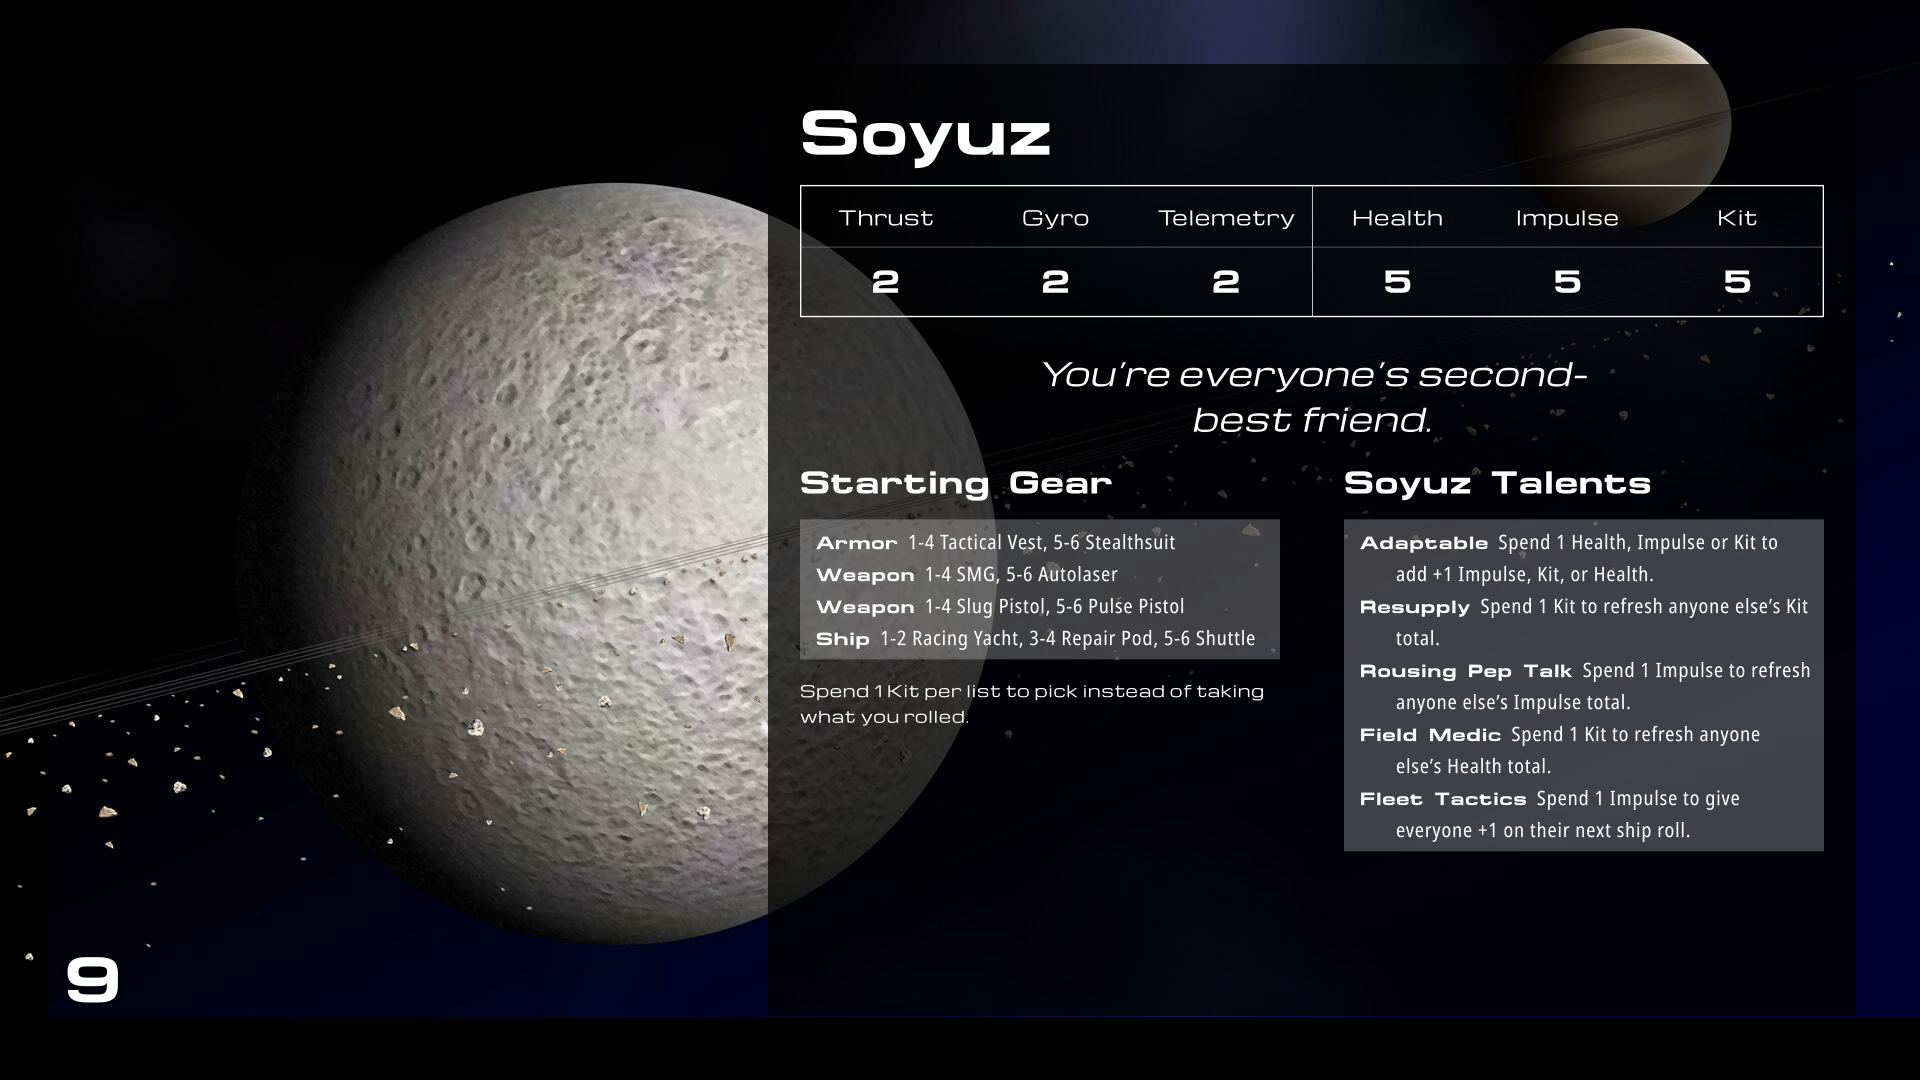 Soyuz
Thrust Gyro Telemetry Health Impulse Kit
2 2 2 5 5 5
You're everyone's second-
best friend.
Starting Gear
Armor 1-4 Tactical Vest, 5-6 Stealthsuit
Weapon 1-4 SMG, 5-6 Autolaser
Weapon 1-4 Slug Pistol, 5-6 Pulse Pistol
Ship 1-2 Racing Yacht, 3-4 Repair Pod, 5-6 Shuttle
Spend 1 Kit per list to pick instead of taking
what you rolled.
Soyuz Talents
Adaptable Spend 1 Health, Impulse or Kit to
add +1 Impulse, Kit, or Health.
Resupply Spend 1 Kit to refresh anyone else's Kit
total.
Rousing Pep Talk Spend 1 Impulse to refresh
anyone else's Impulse total.
Field Medic Spend 1 Kit to refresh anyone
else's Health total.
Fleet Tactics Spend 1 Impulse to give
everyone +1 on their next ship roll.
9